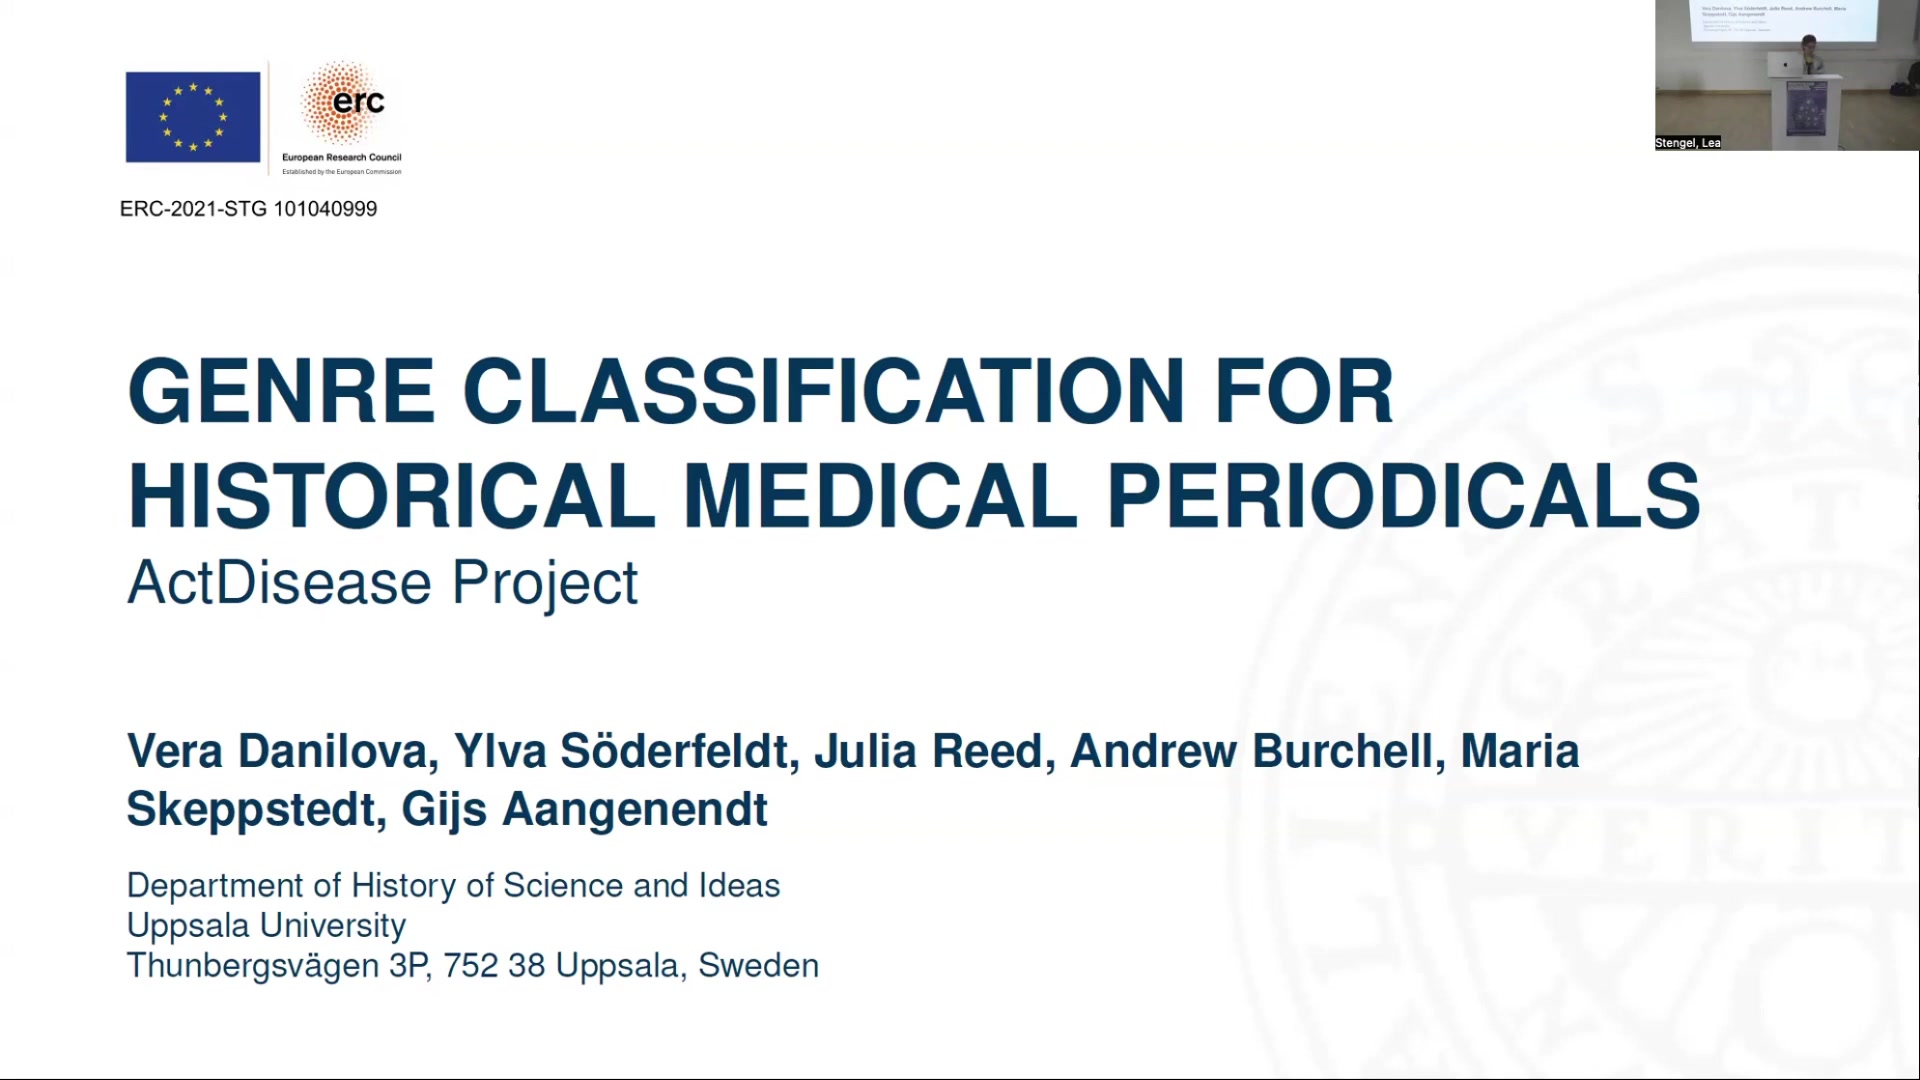 erc
European Research Council
Established by the European Commission
ERC-2021-STG 101040999
Stengel, Lea
GENRE CLASSIFICATION FOR
HISTORICAL MEDICAL PERIODICALS
ActDisease Project
Vera Danilova, Ylva Söderfeldt, Julia Reed, Andrew Burchell, Maria
Skeppstedt, Gijs Aangenendt
Department of History of Science and Ideas
Uppsala University
Thunbergsvägen 3P, 752 38 Uppsala, Sweden